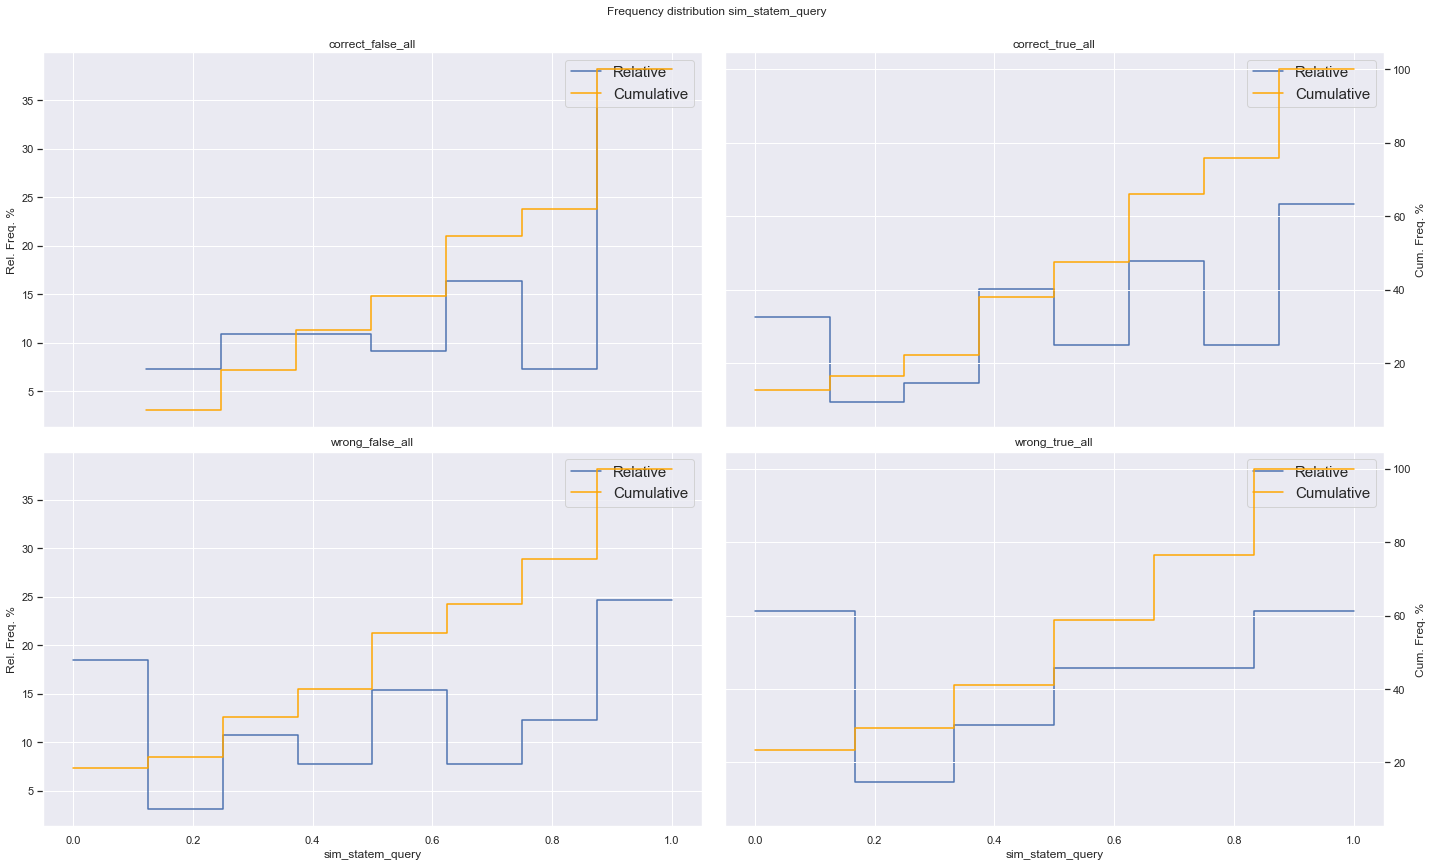 Frequency distribution sim_statem_query
correct_false_all
correct_true_all
Relative
Cumulative
Relative
Cumulative
35
30
25
20
15
10
5
Rel. Freq. %
100
80
60
40
20
Cum. Freq. %
wrong_false_all
wrong_true_all
Relative
Cumulative
Relative
Cumulative
35
30
25
20
15
10
5
Rel. Freq. %
100
80
60
40
20
Cum. Freq. %
0.0 0.2 0.4 0.6 0.8 1.0
0.0 0.2 0.4 0.6 0.8 1.0
sim_statem_query
sim_statem_query